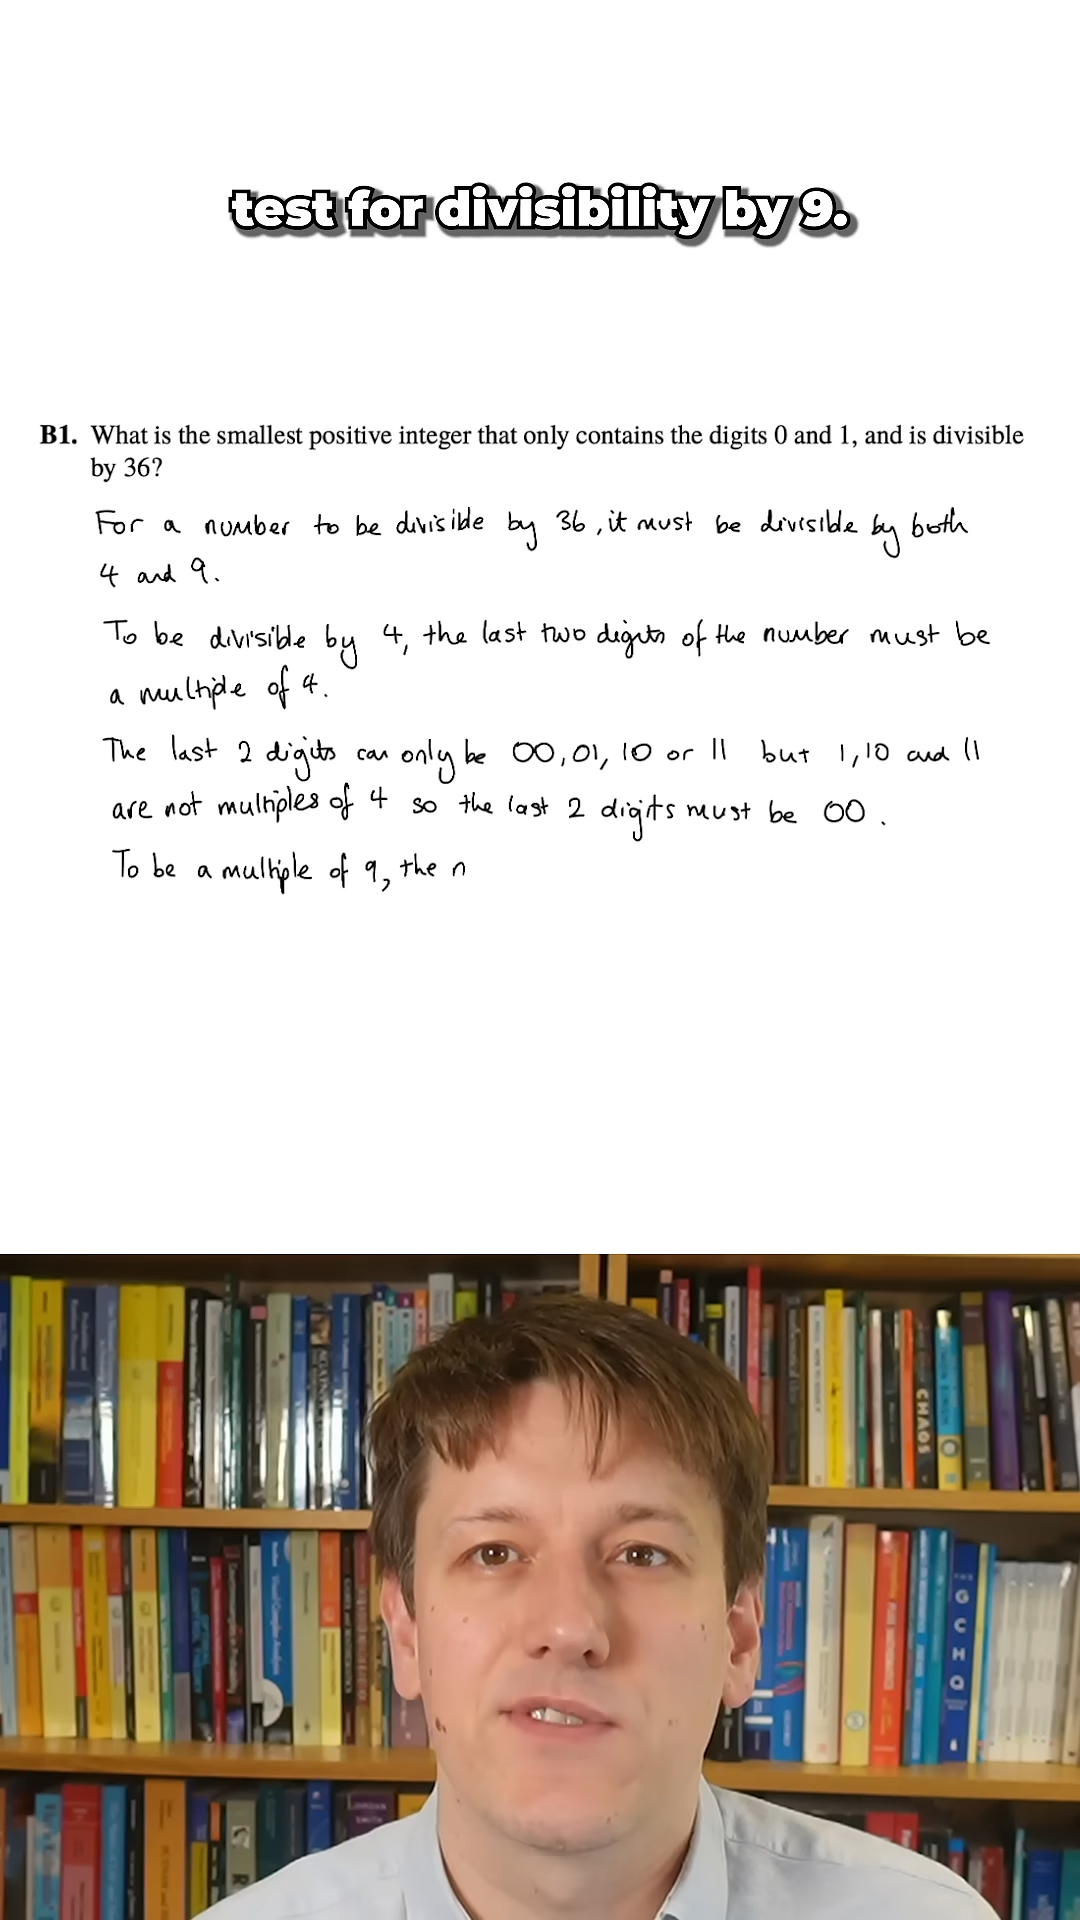 test for divisibility by 9.
B1. What is the smallest positive integer that only contains the digits 0 and 1, and is divisible
by 36?
For a number to be divisible by 36, it must be divisible by both
4 and 9.
To be divisible by 4, the last two digits of the number must be
a multiple of 4.
The last 2 digits can only be 00, 01, 10 or 11 but 1, 10 and 11
are not multiples of 4 so the last 2 digits must be 00.
To be a multiple of 9, the n
CHAOS
GCHQ